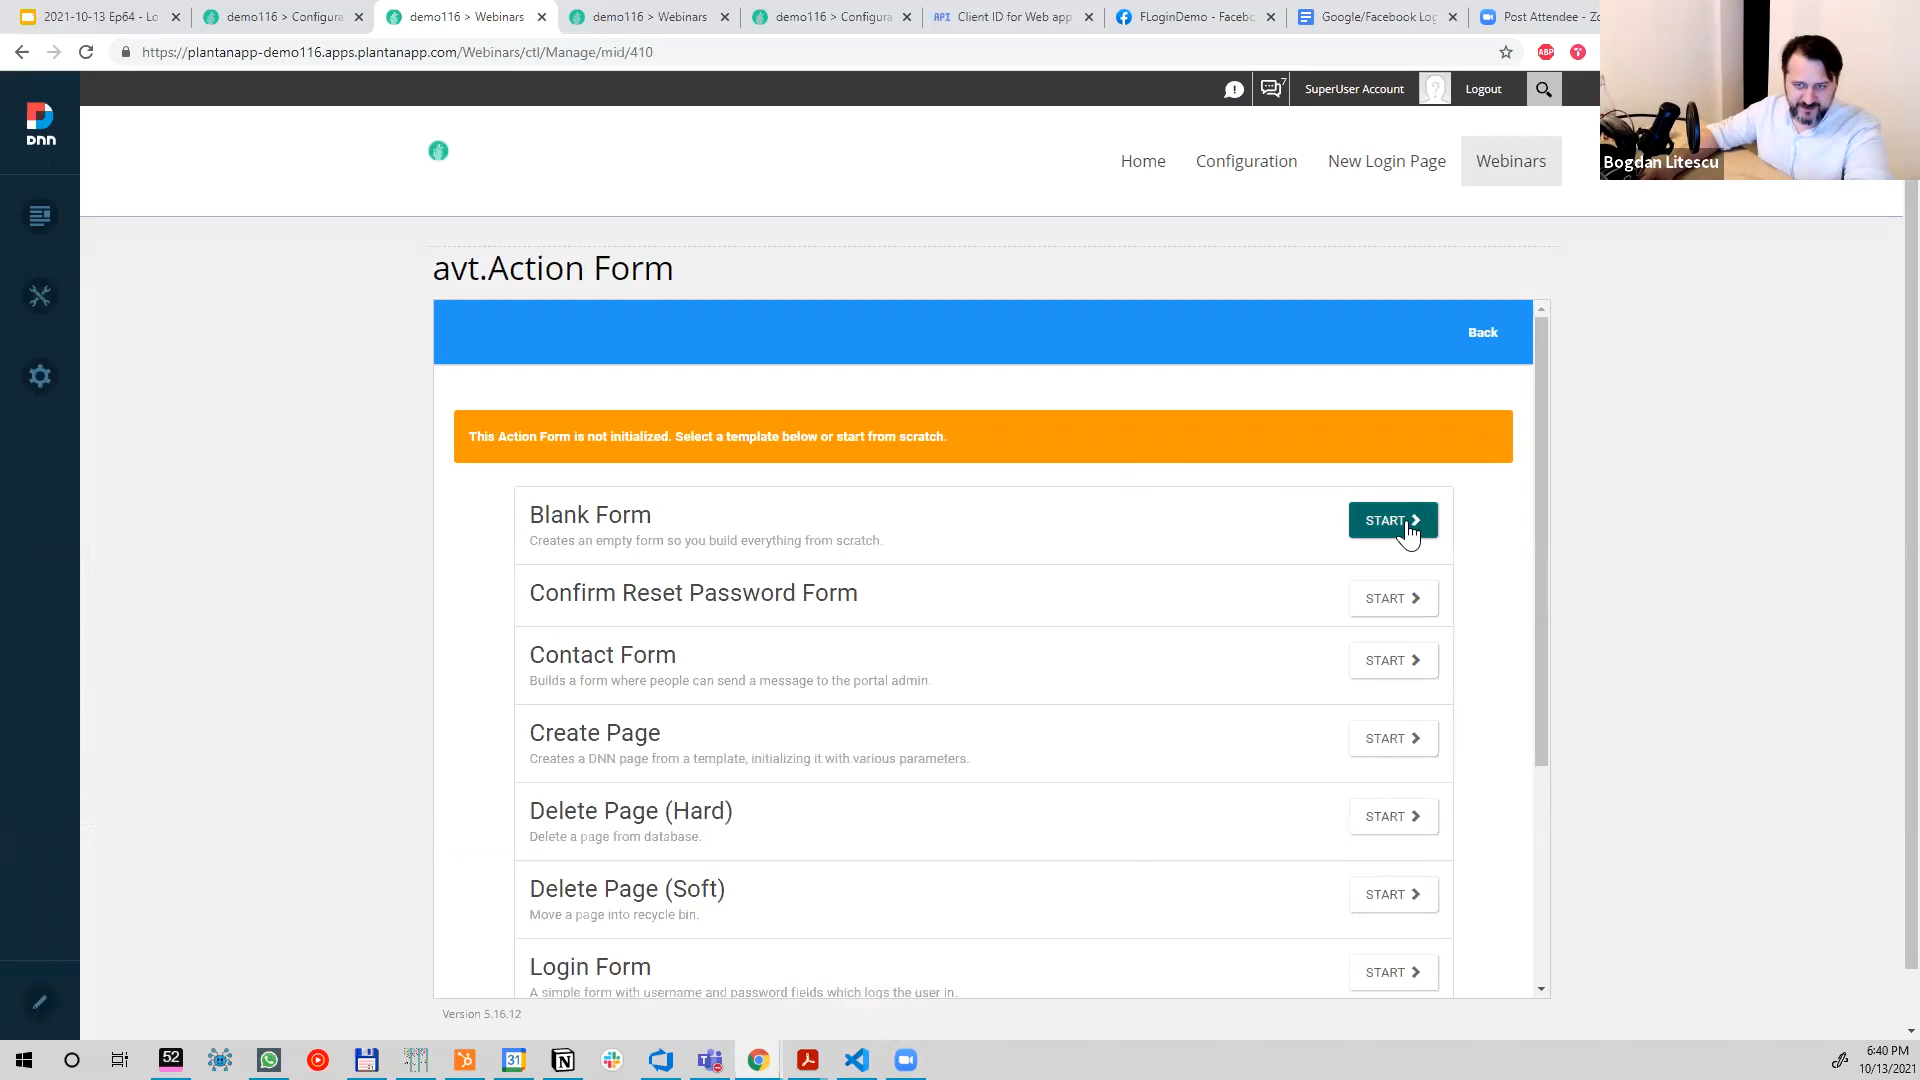 2021-10-13 Ep64 - Lo
demo116 > Configura
demo116 > Webinars
demo116 > Webinars
demo116 > Configura
API Client ID for Web app
FLoginDemo - Faceb
Google/Facebook Log
Post Attendee - Zo
https://plantanapp-demo116.apps.plantanapp.com/Webinars/ctl/Manage/mid/410
ABP
DNN
7
SuperUser Account
Logout
Home
Configuration
New Login Page
Webinars
Bogdan Litescu
avt.Action Form
Back
This Action Form is not initialized. Select a template below or start from scratch.
Blank Form
Creates an empty form so you build everything from scratch.
START
Confirm Reset Password Form
START
Contact Form
Builds a form where people can send a message to the portal admin.
START
Create Page
Creates a DNN page from a template, initializing it with various parameters.
START
Delete Page (Hard)
Delete a page from database.
START
Delete Page (Soft)
Move a page into recycle bin.
START
Login Form
A simple form with username and password fields which logs the user in.
START
Version 5.16.12
52
31
6:40 PM
10/13/2021